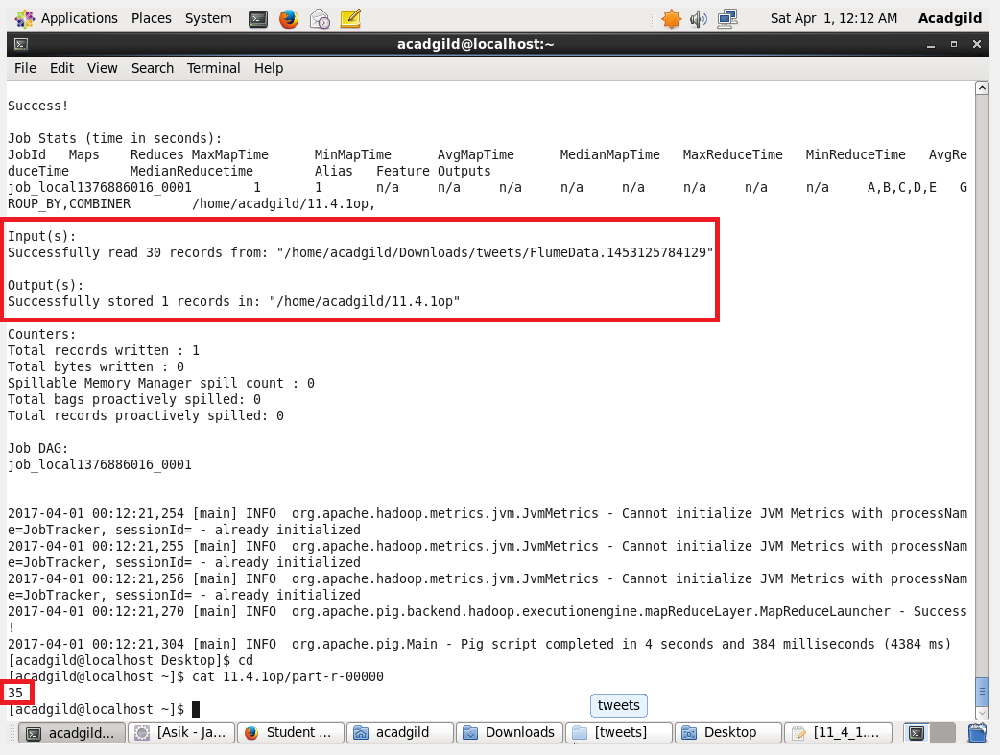 Applications Places System Sat Apr 1, 12:12 AM Acadgild
acadgild@localhost:~
File Edit View Search Terminal Help
Success!
Job Stats (time in seconds):
JobId Maps Reduces MaxMapTime MinMapTime AvgMapTime MedianMapTime MaxReduceTime MinReduceTime AvgRe
duceTime MedianReducetime Alias Feature Outputs
job_local1376886016_0001 1 1 n/a n/a n/a n/a n/a n/a n/a n/a A,B,C,D,E G
ROUP_BY,COMBINER /home/acadgild/11.4.1op,
Input(s):
Successfully read 30 records from: "/home/acadgild/Downloads/tweets/FlumeData.1453125784129"
Output(s):
Successfully stored 1 records in: "/home/acadgild/11.4.1op"
Counters:
Total records written : 1
Total bytes written : 0
Spillable Memory Manager spill count : 0
Total bags proactively spilled: 0
Total records proactively spilled: 0
Job DAG:
job_local1376886016_0001
2017-04-01 00:12:21,254 [main] INFO org.apache.hadoop.metrics.jvm.JvmMetrics - Cannot initialize JVM Metrics with processNam
e=JobTracker, sessionId= - already initialized
2017-04-01 00:12:21,255 [main] INFO org.apache.hadoop.metrics.jvm.JvmMetrics - Cannot initialize JVM Metrics with processNam
e=JobTracker, sessionId= - already initialized
2017-04-01 00:12:21,256 [main] INFO org.apache.hadoop.metrics.jvm.JvmMetrics - Cannot initialize JVM Metrics with processNam
e=JobTracker, sessionId= - already initialized
2017-04-01 00:12:21,270 [main] INFO org.apache.pig.backend.hadoop.executionengine.mapReduceLayer.MapReduceLauncher - Success
!
2017-04-01 00:12:21,304 [main] INFO org.apache.pig.Main - Pig script completed in 4 seconds and 384 milliseconds (4384 ms)
[acadgild@localhost Desktop]$ cd
[acadgild@localhost ~]$ cat 11.4.1op/part-r-00000
35
[acadgild@localhost ~]$
tweets
acadgild... [Asik - Ja... Student ... acadgild Downloads [tweets] Desktop [11_4_1....